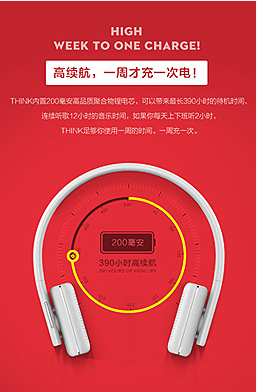 HIGH
WEEK TO ONE CHARGE!
高续航，一周才充一次电！
THINK内置200毫安高品质聚合物锂电芯，可以带来最长390小时的待机时间，
连续听歌12小时的音乐时间，如果你每天上下班听2小时，
THINK足够你使用一周的时间。一周充一次。
200毫安
390小时高续航
390 HOURS OF HIGH LIFE